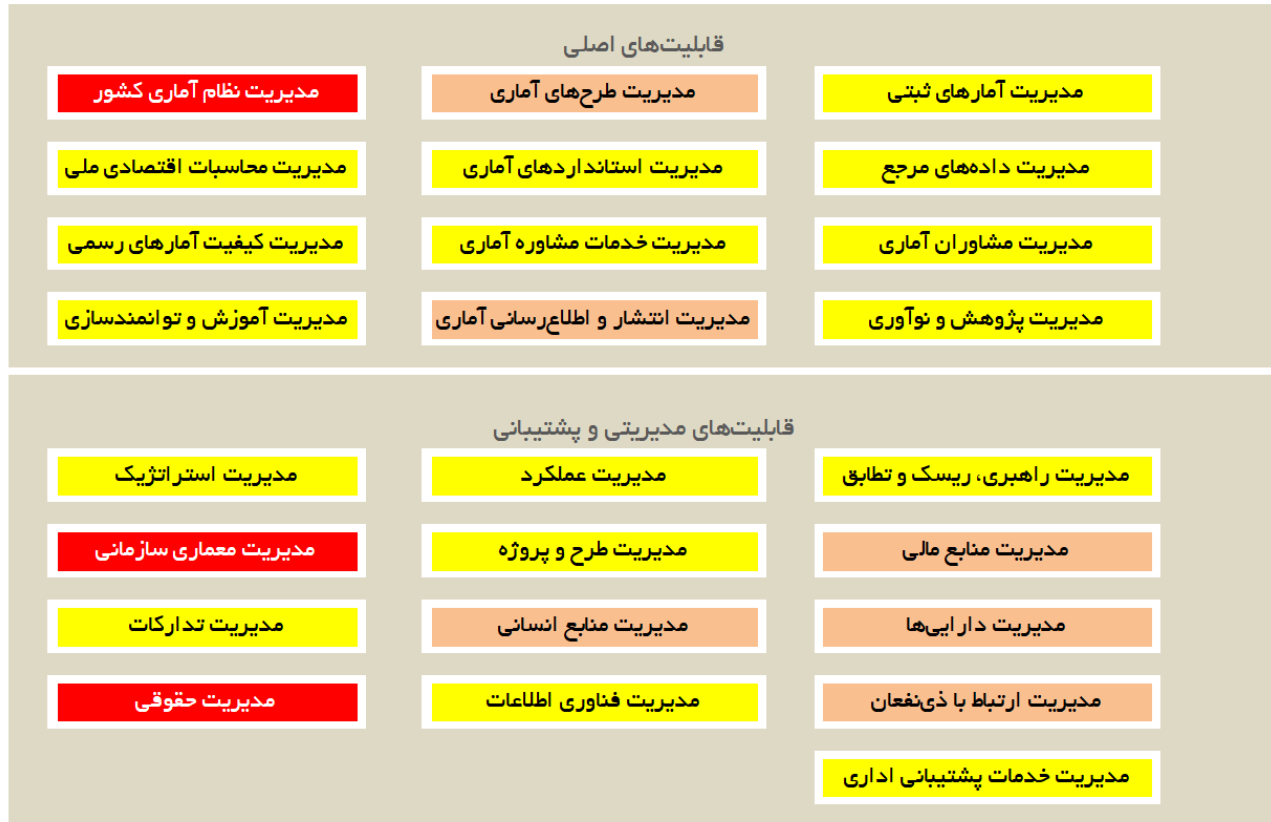 قابلیت‌های اصلی
مدیریت آمارهای ثبتی
مدیریت طرح‌های آماری
مدیریت نظام آماری کشور
مدیریت داده‌های مرجع
مدیریت استانداردهای آماری
مدیریت محاسبات اقتصادی ملی
مدیریت مشاوران آماری
مدیریت خدمات مشاوره آماری
مدیریت کیفیت آمارهای رسمی
مدیریت پژوهش و نوآوری
مدیریت انتشار و اطلاع‌رسانی آماری
مدیریت آموزش و توانمندسازی
قابلیت‌های مدیریتی و پشتیبانی
مدیریت راهبری، ریسک و تطابق
مدیریت عملکرد
مدیریت استراتژیک
مدیریت منابع مالی
مدیریت طرح و پروژه
مدیریت معماری سازمانی
مدیریت دارایی‌ها
مدیریت منابع انسانی
مدیریت تدارکات
مدیریت ارتباط با ذی‌نفعان
مدیریت فناوری اطلاعات
مدیریت حقوقی
مدیریت خدمات پشتیبانی اداری